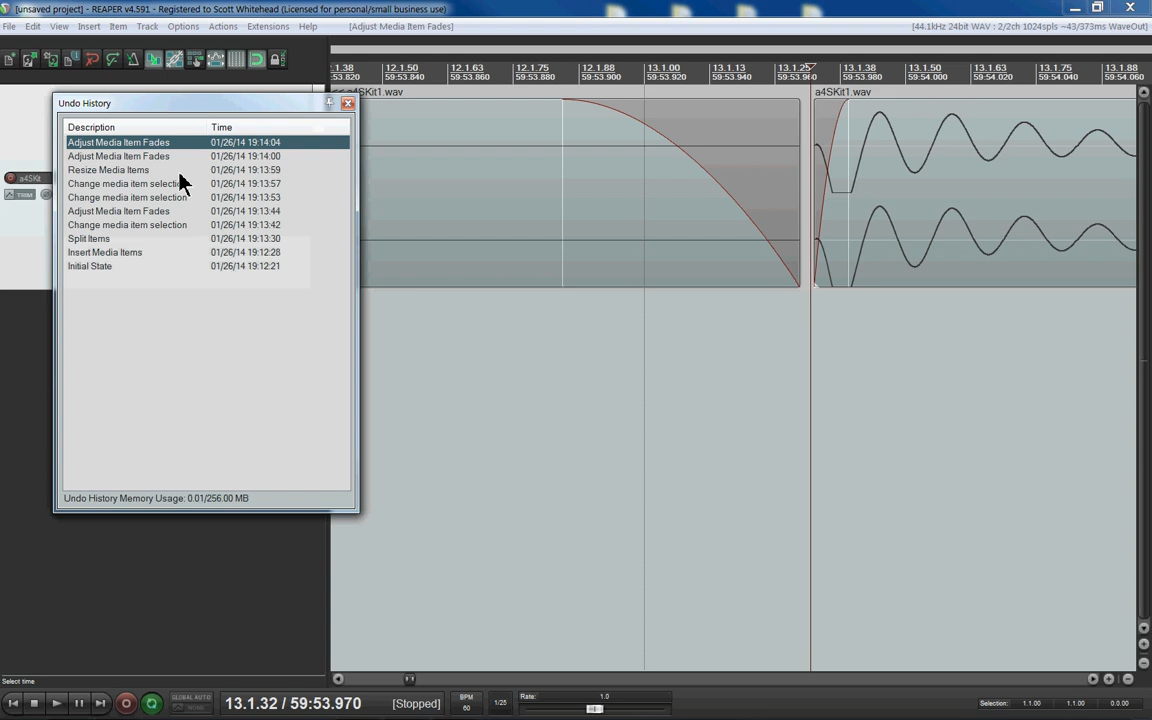 [unsaved project] - REAPER v4.591 - Registered to Scott Whitehead (Licensed for personal/small business use)
File Edit View Insert Item Track Options Actions Extensions Help [Adjust Media Item Fades] [44.1kHz 24bit WAV : 2/2ch 1024spls ~43/373ms WaveOut]
1.38 12.1.50 12.1.63 12.1.75 12.1.88 13.1.00 13.1.13 13.1.25 13.1.38 13.1.50 13.1.63 13.1.75 13.1.88
53.820 59:53.840 59:53.860 59:53.880 59:53.900 59:53.920 59:53.940 59:53.960 59:53.980 59:54.000 59:54.020 59:54.040 59:54.060
a4SKit1.wav a4SKit1.wav
Undo History
Description Time
Adjust Media Item Fades 01/26/14 19:14:04
Adjust Media Item Fades 01/26/14 19:14:00
Resize Media Items 01/26/14 19:13:59
Change media item selection 01/26/14 19:13:57
Change media item selection 01/26/14 19:13:53
Adjust Media Item Fades 01/26/14 19:13:44
Change media item selection 01/26/14 19:13:42
Split Items 01/26/14 19:13:30
Insert Media Items 01/26/14 19:12:28
Initial State 01/26/14 19:12:21
a4SKit
TRIM
Undo History Memory Usage: 0.01/256.00 MB
Select time
GLOBAL AUTO
NONE
13.1.32 / 59:53.970 [Stopped]
BPM
60
1/25
Rate: 1.0
Selection: 1.1.00 1.1.00 0.0.00